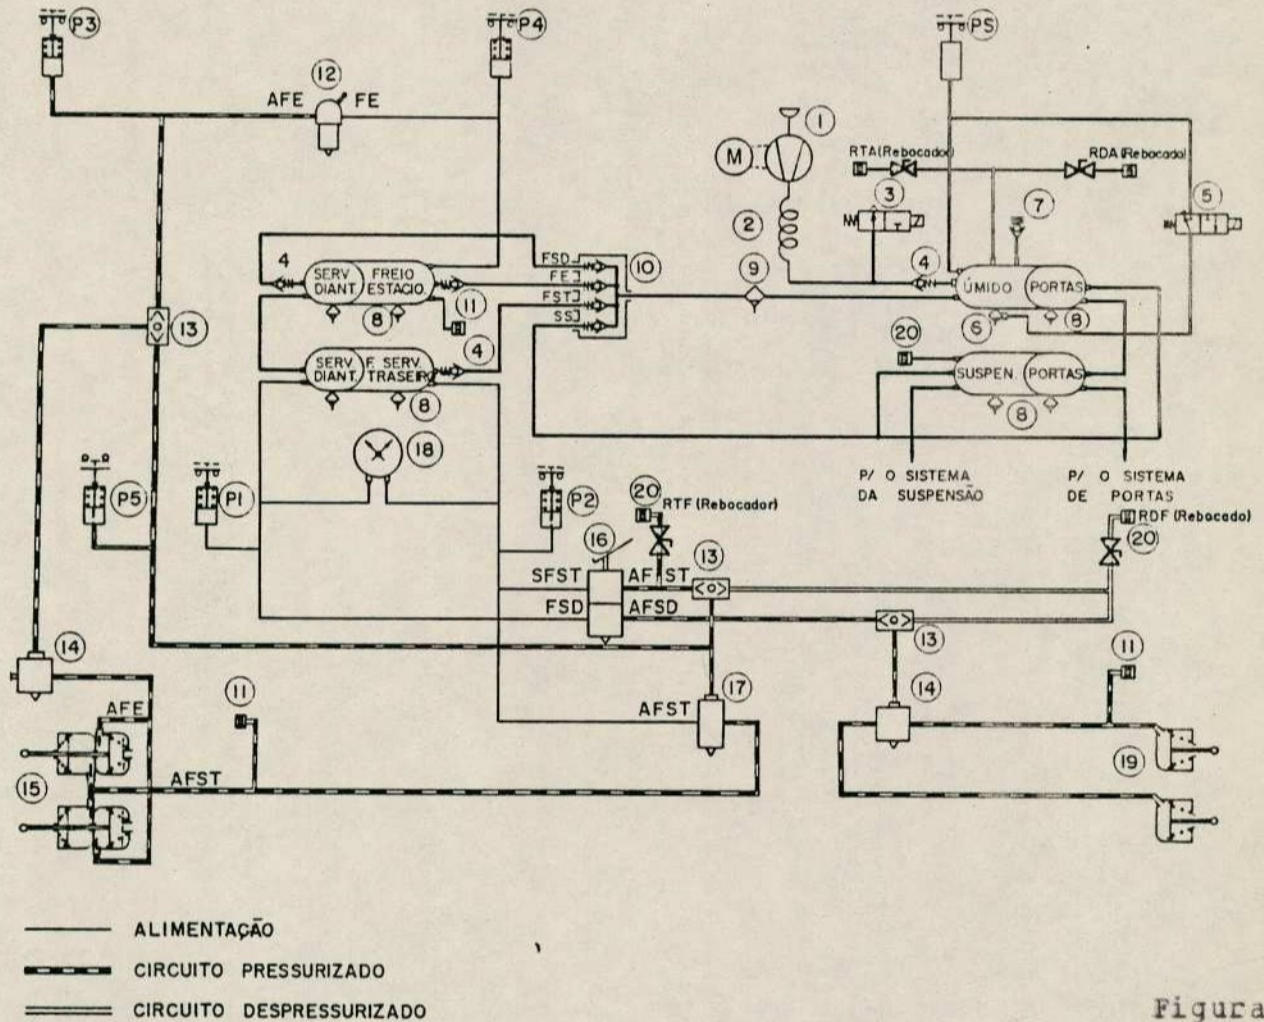 P3
P4
PS
12
AFE FE
1
M
RTA (Rebocador)
RDA (Rebocado)
3
7
5
2
4
FSD
10
4
SERV
DIANT.
FREIO
ESTACIO.
FE
9
ÚMIDO
PORTAS
11
FST
8
SS
6
8
13
4
20
SERV
DIANT.
F. SERV.
TRASEIRO
SUSPEN.
PORTAS
8
8
18
P/ O SISTEMA
DA SUSPENSÃO
P/ O SISTEMA
DE PORTAS
P5
P1
P2
20
RTF (Rebocador)
RDF (Rebocado)
20
16
13
SFST AFST
FSD AFSD
13
14
11
17
14
11
AFE
AFST
15
AFST
19
ALIMENTAÇÃO
CIRCUITO PRESSURIZADO
CIRCUITO DESPRESSURIZADO
Figura